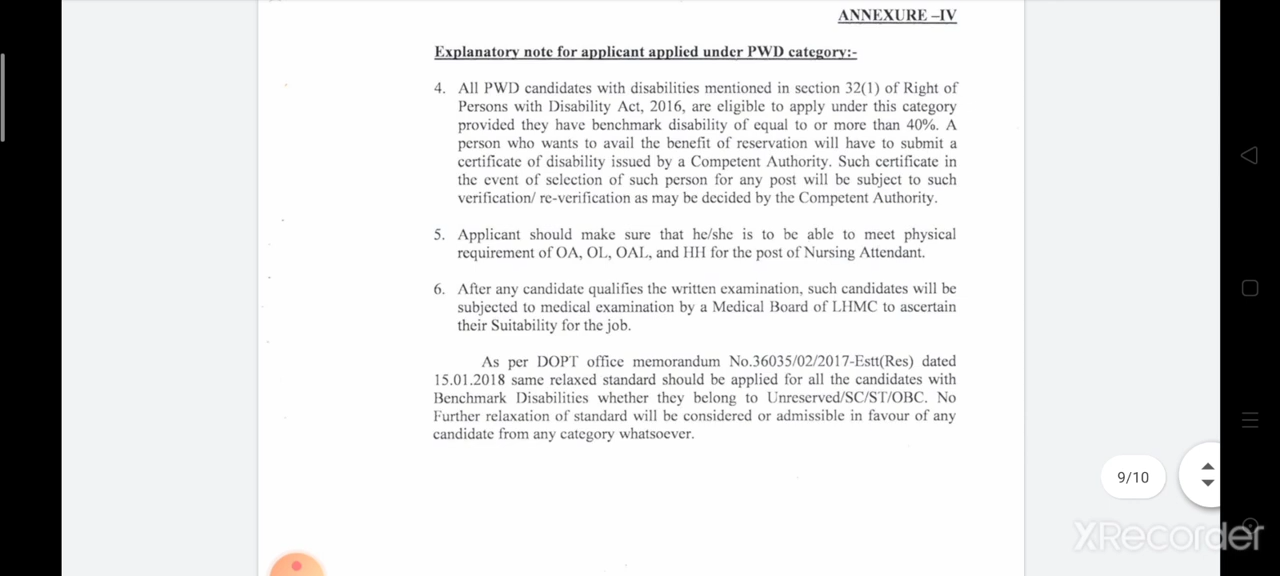 ANNEXURE –IV
Explanatory note for applicant applied under PWD category:-
4. All PWD candidates with disabilities mentioned in section 32(1) of Right of
Persons with Disability Act, 2016, are eligible to apply under this category
provided they have benchmark disability of equal to or more than 40%. A
person who wants to avail the benefit of reservation will have to submit a
certificate of disability issued by a Competent Authority. Such certificate in
the event of selection of such person for any post will be subject to such
verification/ re-verification as may be decided by the Competent Authority.
5. Applicant should make sure that he/she is to be able to meet physical
requirement of OA, OL, OAL, and HH for the post of Nursing Attendant.
6. After any candidate qualifies the written examination, such candidates will be
subjected to medical examination by a Medical Board of LHMC to ascertain
their Suitability for the job.
As per DOPT office memorandum No.36035/02/2017-Estt(Res) dated
15.01.2018 same relaxed standard should be applied for all the candidates with
Benchmark Disabilities whether they belong to Unreserved/SC/ST/OBC. No
Further relaxation of standard will be considered or admissible in favour of any
candidate from any category whatsoever.
9/10
XRecorder